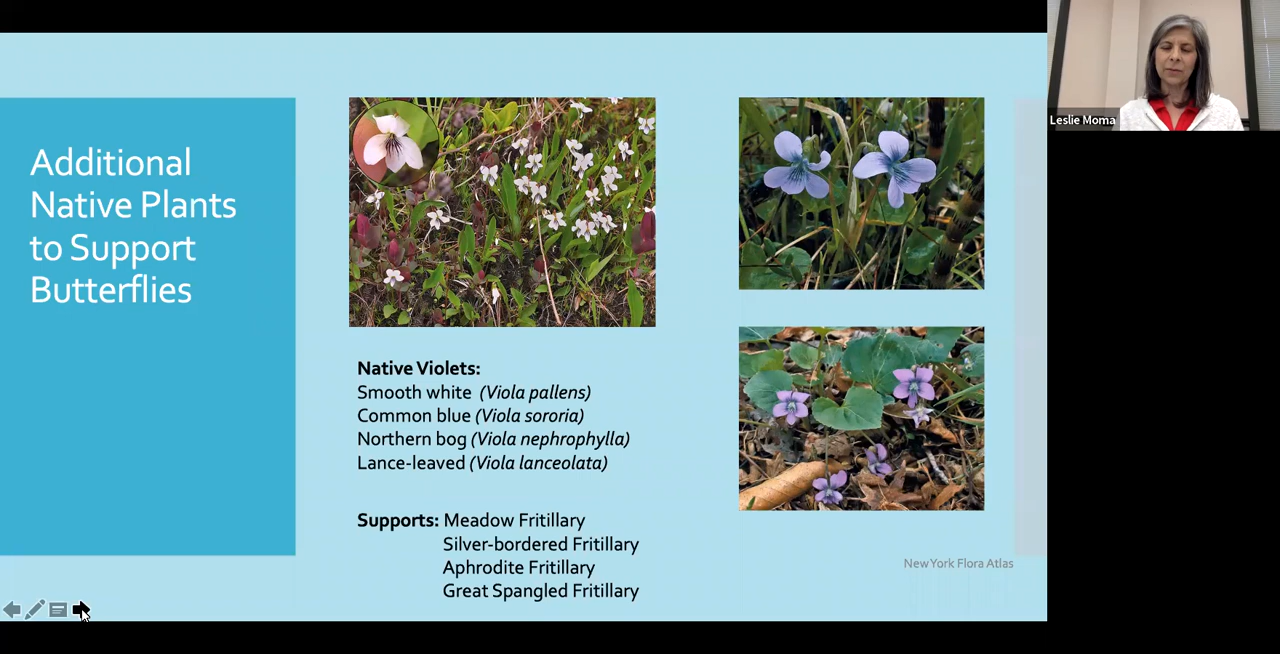 Additional
Native Plants
to Support
Butterflies
Native Violets:
Smooth white (Viola pallens)
Common blue (Viola sororia)
Northern bog (Viola nephrophylla)
Lance-leaved (Viola lanceolata)
Supports: Meadow Fritillary
Silver-bordered Fritillary
Aphrodite Fritillary
Great Spangled Fritillary
New York Flora Atlas
Leslie Moma